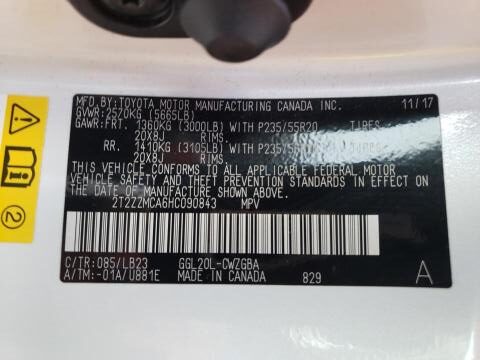 MFD.BY:TOYOTA MOTOR MANUFACTURING CANADA INC. 11/17
GVWR:2570KG (5665LB)
GAWR:FRT. 1360KG (3000LB)WITH P235/55R20 TIRES
20X8J RIMS
RR. 1410KG (3105LB)WITH P235/
20X8J RIMS
THIS VEHICLE CONFORMS TO ALL APPLICABLE FEDERAL MOTOR
VEHICLE SAFETY AND THEFT PREVENTION STANDARDS IN EFFECT
ON THE DATE OF MANUFACTURE SHOWN ABOVE.
2T2ZZMCA6HC090843 MPV
C/TR:085/LB23 GGL20L-CWZGBA
A/TM:-01A/U881E MADE IN CANADA 829 A
2